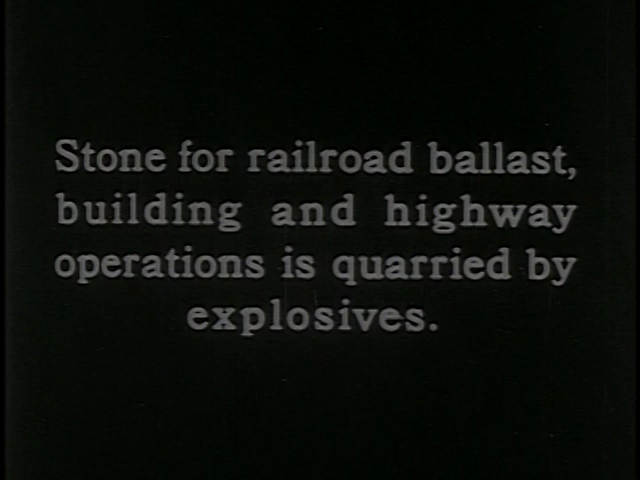 Stone for railroad ballast,
building and highway
operations is quarried by
explosives.